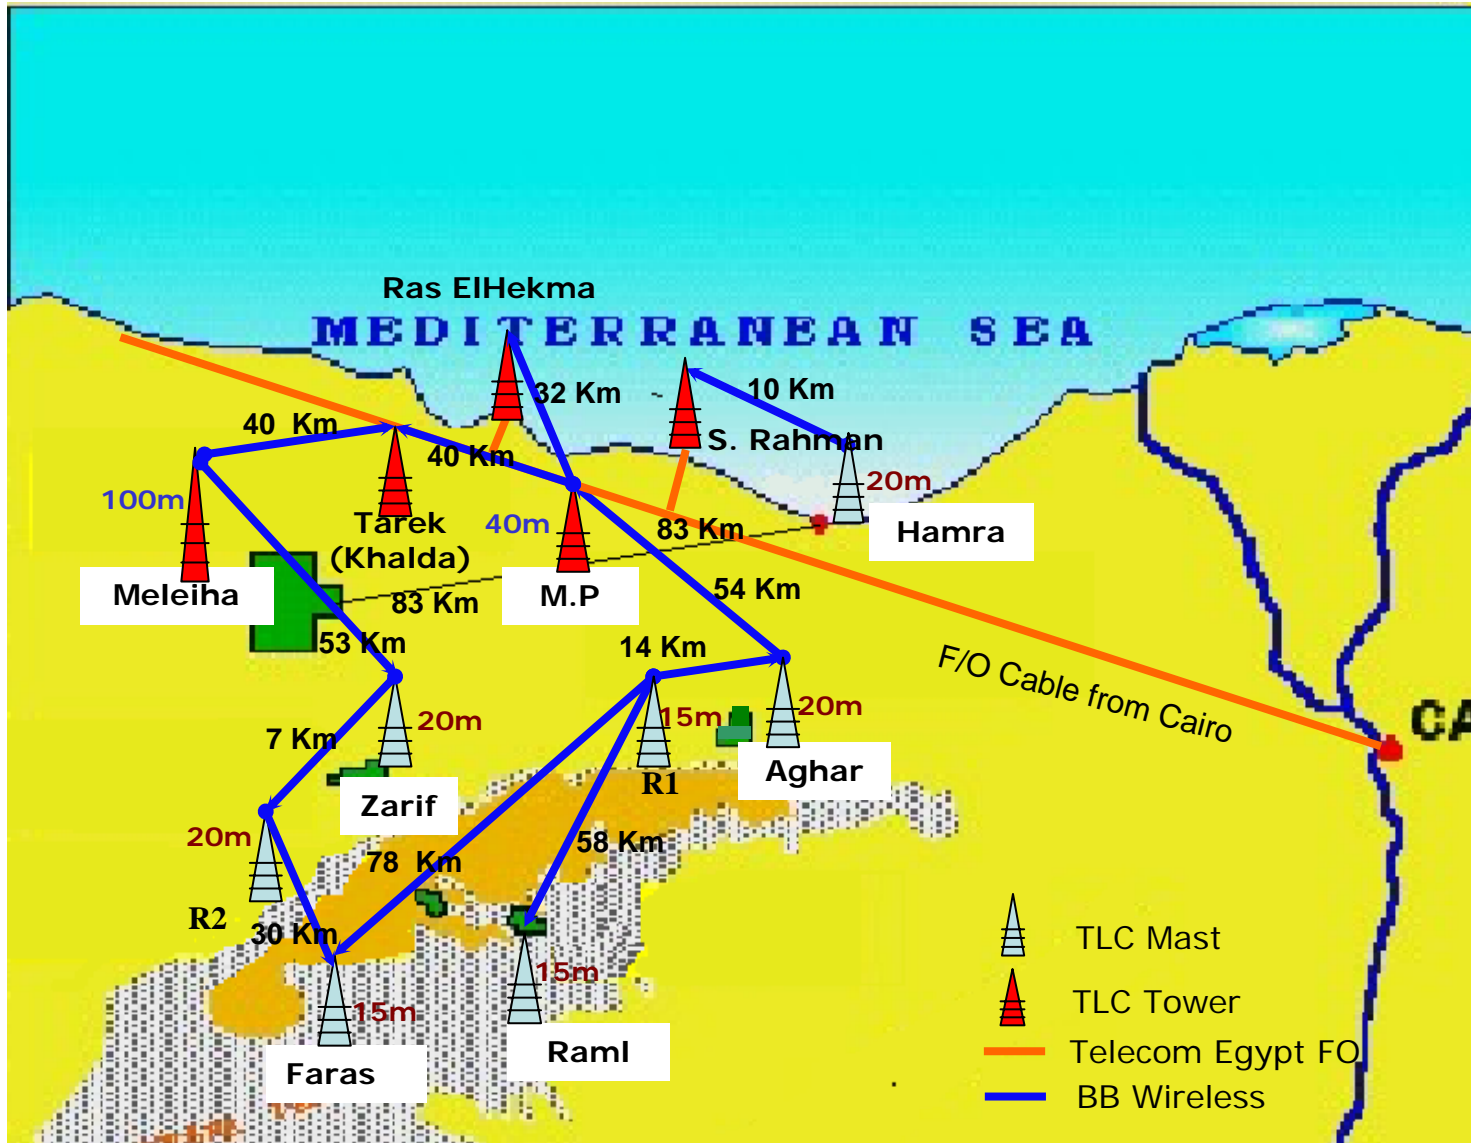 Ras ElHekma
MEDITERRANEAN SEA
32 Km
10 Km
40 Km
40 Km
S. Rahman
20m
100m
Tarek
(Khalda)
40m
83 Km
Hamra
Meleiha
83 Km
M.P
54 Km
53 Km
14 Km
F/O Cable from Cairo
CA
20m
15m
20m
7 Km
R1
Aghar
Zarif
20m
78 Km
58 Km
R2
30 Km
15m
15m
Raml
Faras
TLC Mast
TLC Tower
Telecom Egypt FO
BB Wireless